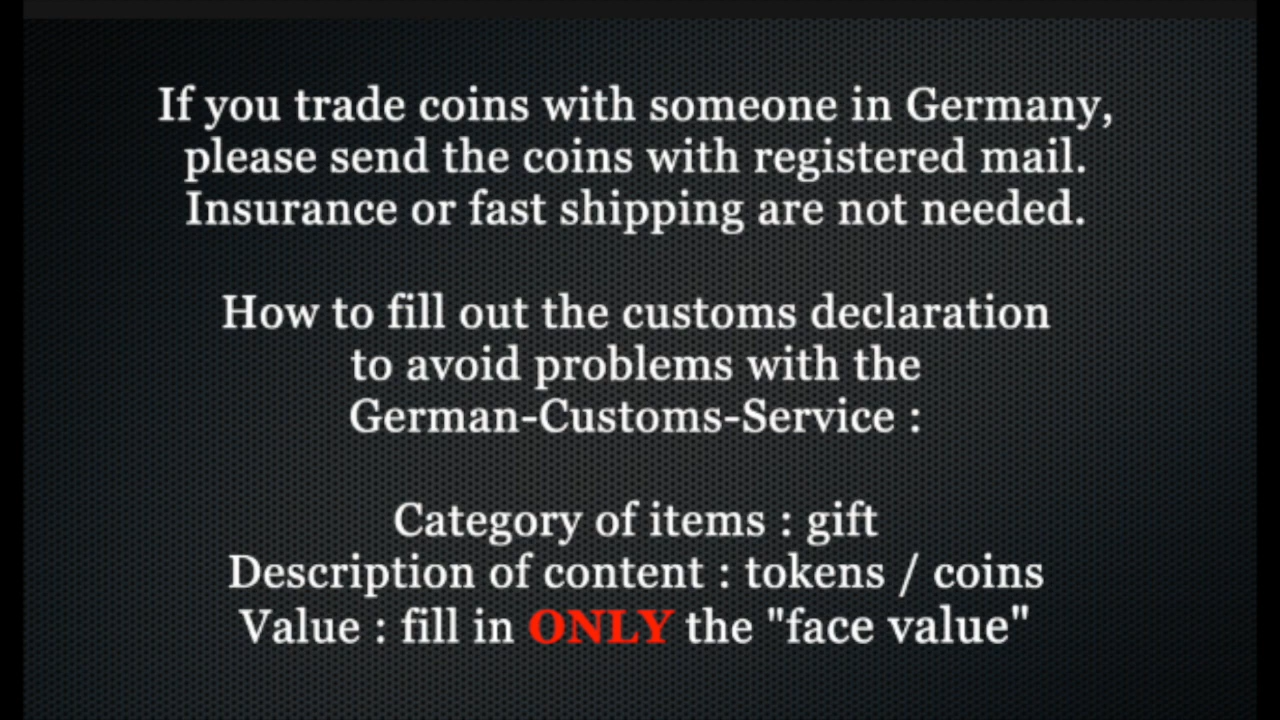 If you trade coins with someone in Germany,
please send the coins with registered mail.
Insurance or fast shipping are not needed.
How to fill out the customs declaration
to avoid problems with the
German-Customs-Service :
Category of items : gift
Description of content : tokens / coins
Value : fill in ONLY the "face value"